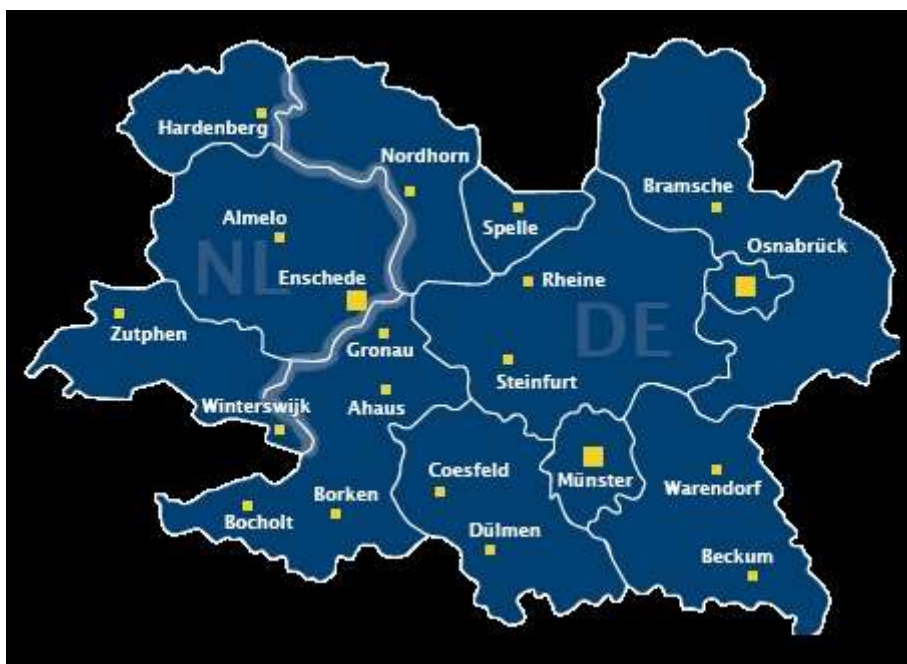 Hardenberg
Nordhorn
Bramsche
Almelo
Spelle
Osnabrück
NL
Enschede
Rheine
Zutphen
DE
Gronau
Steinfurt
Winterswijk
Ahaus
Coesfeld
Münster
Warendorf
Borken
Bocholt
Dülmen
Beckum